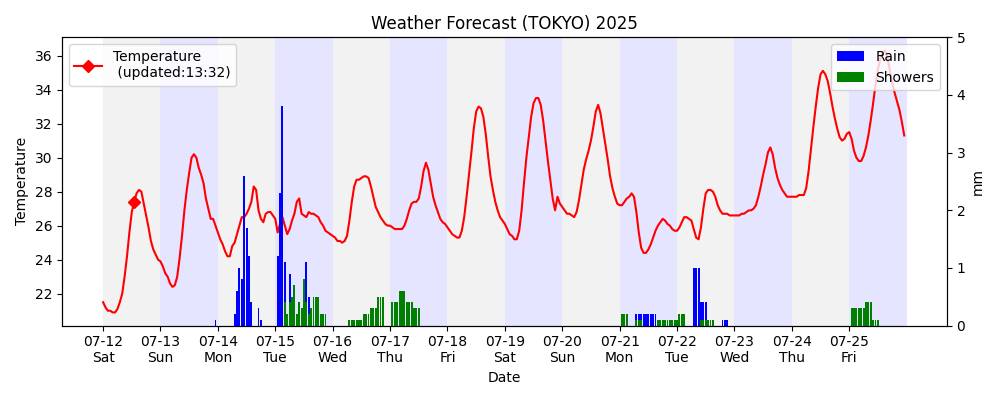 Weather Forecast (TOKYO) 2025
Temperature
(updated:13:32)
Rain
Showers
36
34
32
30
28
26
24
22
Temperature
5
4
3
2
1
0
mm
07-12 07-13 07-14 07-15 07-16 07-17 07-18 07-19 07-20 07-21 07-22 07-23 07-24 07-25
Sat Sun Mon Tue Wed Thu Fri Sat Sun Mon Tue Wed Thu Fri
Date